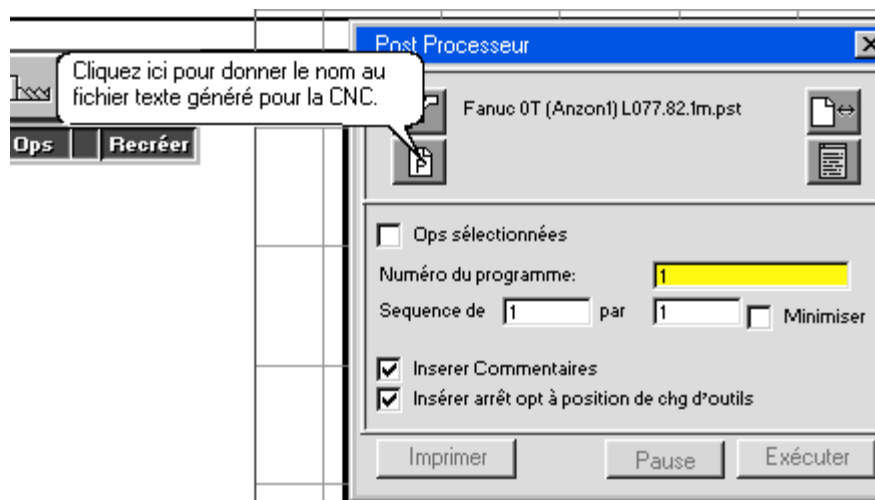 Post Processeur
Cliquez ici pour donner le nom au
fichier texte généré pour la CNC.
Fanuc 0T (Anzon1) L077.82.1m.pst
Ops Recréer
P
Ops sélectionnées
Numéro du programme: 1
Sequence de 1 par 1 Minimiser
Inserer Commentaires
Insérer arrêt opt à position de chg d'outils
Imprimer Pause Exécuter